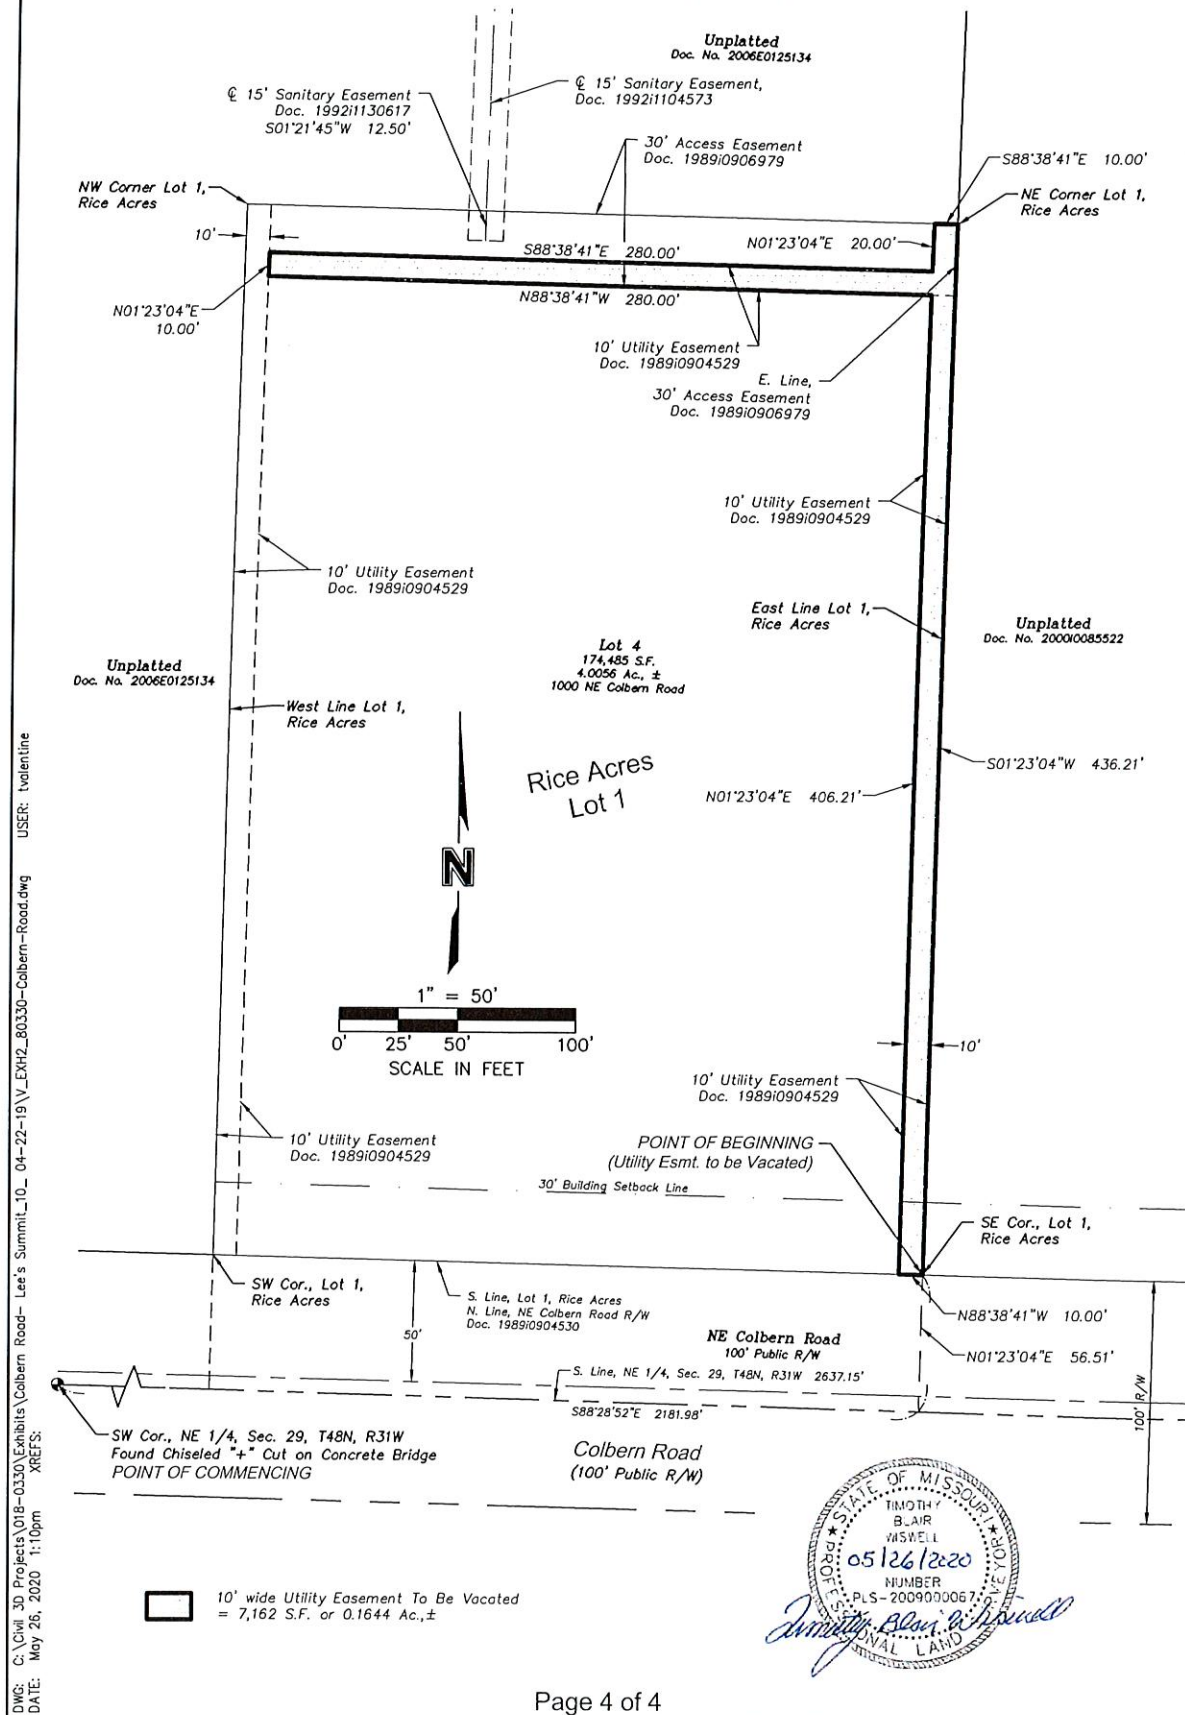 Unplatted
Doc. No. 2006E0125134
℄ 15' Sanitary Easement
Doc. 1992i1130617
S01°21'45"W 12.50'
℄ 15' Sanitary Easement,
Doc. 1992i1104573
30' Access Easement
Doc. 1989i0906979
S88°38'41"E 10.00'
NW Corner Lot 1,
Rice Acres
NE Corner Lot 1,
Rice Acres
10'
S88°38'41"E 280.00'
N01°23'04"E 20.00'
N88°38'41"W 280.00'
N01°23'04"E
10.00'
10' Utility Easement
Doc. 1989i0904529
E. Line,
30' Access Easement
Doc. 1989i0906979
10' Utility Easement
Doc. 1989i0904529
10' Utility Easement
Doc. 1989i0904529
East Line Lot 1,
Rice Acres
Unplatted
Doc. No. 2000I0085522
Lot 4
174,485 S.F.
4.0056 Ac., ±
1000 NE Colbern Road
Unplatted
Doc. No. 2006E0125134
West Line Lot 1,
Rice Acres
Rice Acres
Lot 1
S01°23'04"W 436.21'
N01°23'04"E 406.21'
N
1" = 50'
0' 25' 50' 100'
SCALE IN FEET
10'
10' Utility Easement
Doc. 1989i0904529
10' Utility Easement
Doc. 1989i0904529
POINT OF BEGINNING
(Utility Esmt. to be Vacated)
30' Building Setback Line
SE Cor., Lot 1,
Rice Acres
SW Cor., Lot 1,
Rice Acres
S. Line, Lot 1, Rice Acres
N. Line, NE Colbern Road R/W
Doc. 1989i0904530
50'
N88°38'41"W 10.00'
NE Colbern Road
100' Public R/W
N01°23'04"E 56.51'
S. Line, NE 1/4, Sec. 29, T48N, R31W 2637.15'
S88°28'52"E 2181.98'
100' R/W
SW Cor., NE 1/4, Sec. 29, T48N, R31W
Found Chiseled "+" Cut on Concrete Bridge
POINT OF COMMENCING
Colbern Road
(100' Public R/W)
STATE OF MISSOURI
TIMOTHY
BLAIR
WISWELL
05/26/2020
NUMBER
PLS-2009000067
PROFESSIONAL LAND SURVEYOR
Timothy Blair Wiswell
10' wide Utility Easement To Be Vacated
= 7,162 S.F. or 0.1644 Ac.,±
Page 4 of 4
DWG: C:\Civil 3D Projects\018-0330\Exhibits\Colbern Road- Lee's Summit_10_ 04-22-19\V_EXH2_80330-Colbern-Road.dwg USER: tvalentine
DATE: May 26, 2020 1:10pm XREFS: